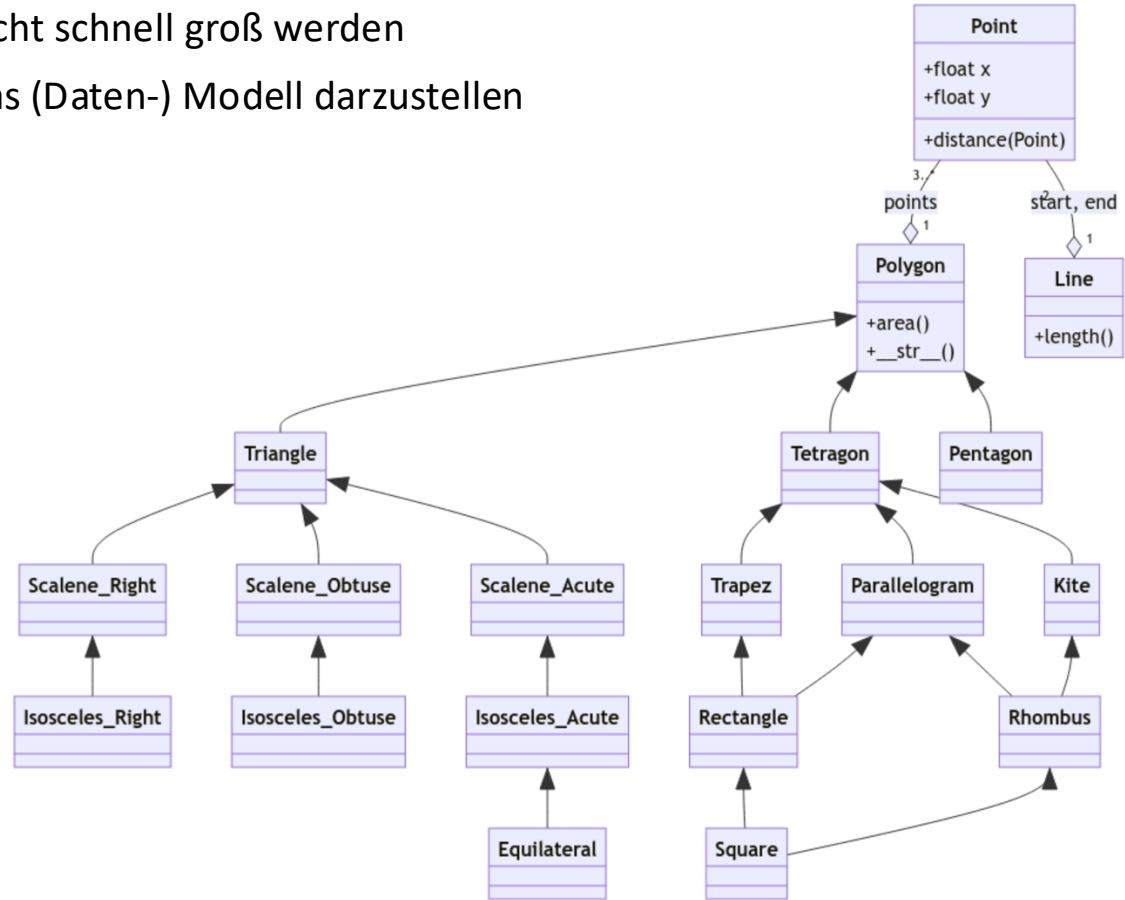 cht schnell groß werden
s (Daten-) Modell darzustellen
Point
+float x
+float y
+distance(Point)
3..*
points
1
2
start, end
1
Polygon
+area()
+__str__()
Line
+length()
Triangle
Tetragon
Pentagon
Scalene_Right
Scalene_Obtuse
Scalene_Acute
Trapez
Parallelogram
Kite
Isosceles_Right
Isosceles_Obtuse
Isosceles_Acute
Rectangle
Rhombus
Equilateral
Square